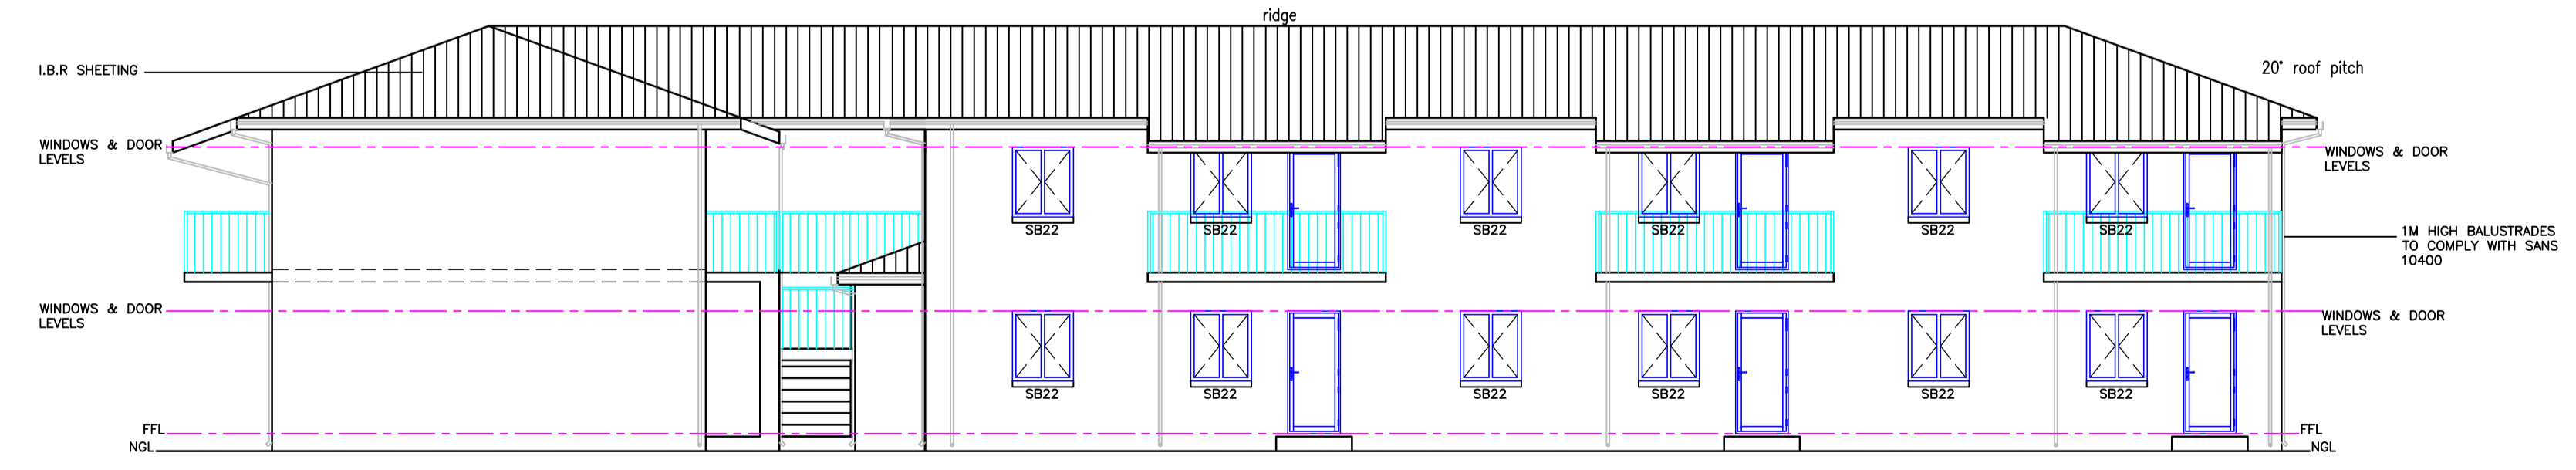 ridge
I.B.R SHEETING
20° roof pitch
WINDOWS & DOOR
LEVELS
WINDOWS & DOOR
LEVELS
SB22
SB22
SB22
SB22
SB22
SB22
1M HIGH BALUSTRADES
TO COMPLY WITH SANS
10400
WINDOWS & DOOR
LEVELS
WINDOWS & DOOR
LEVELS
SB22
SB22
SB22
SB22
SB22
SB22
FFL
NGL
FFL
NGL